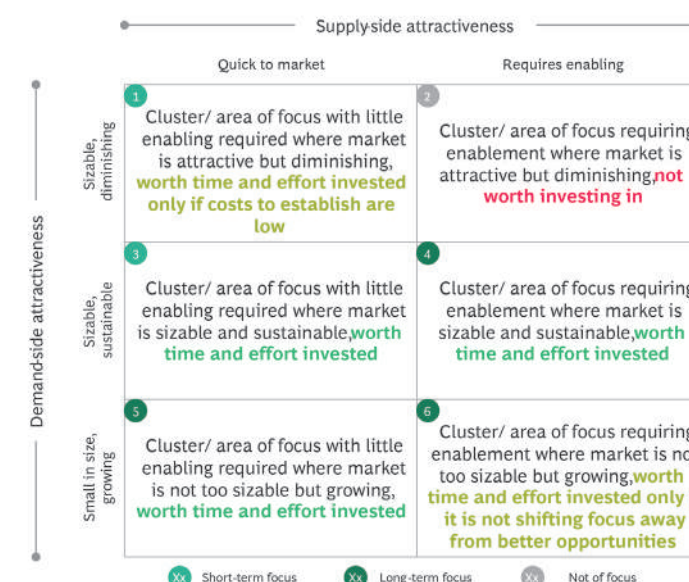 Supply-side attractiveness
Quick to market
Requires enabling
Demand-side attractiveness
Sizable,
diminishing
1
Cluster/ area of focus with little
enabling required where market
is attractive but diminishing,
worth time and effort invested
only if costs to establish are
low
2
Cluster/ area of focus requiring
enablement where market is
attractive but diminishing,not
worth investing in
Sizable,
sustainable
3
Cluster/ area of focus with little
enabling required where market
is sizable and sustainable,worth
time and effort invested
4
Cluster/ area of focus requiring
enablement where market is
sizable and sustainable,worth
time and effort invested
Small in size,
growing
5
Cluster/ area of focus with little
enabling required where market
is not too sizable but growing,
worth time and effort invested
6
Cluster/ area of focus requiring
enablement where market is no
too sizable but growing,worth
time and effort invested only
it is not shifting focus away
from better opportunities
Xx Short-term focus
Xx Long-term focus
Xx Not of focus